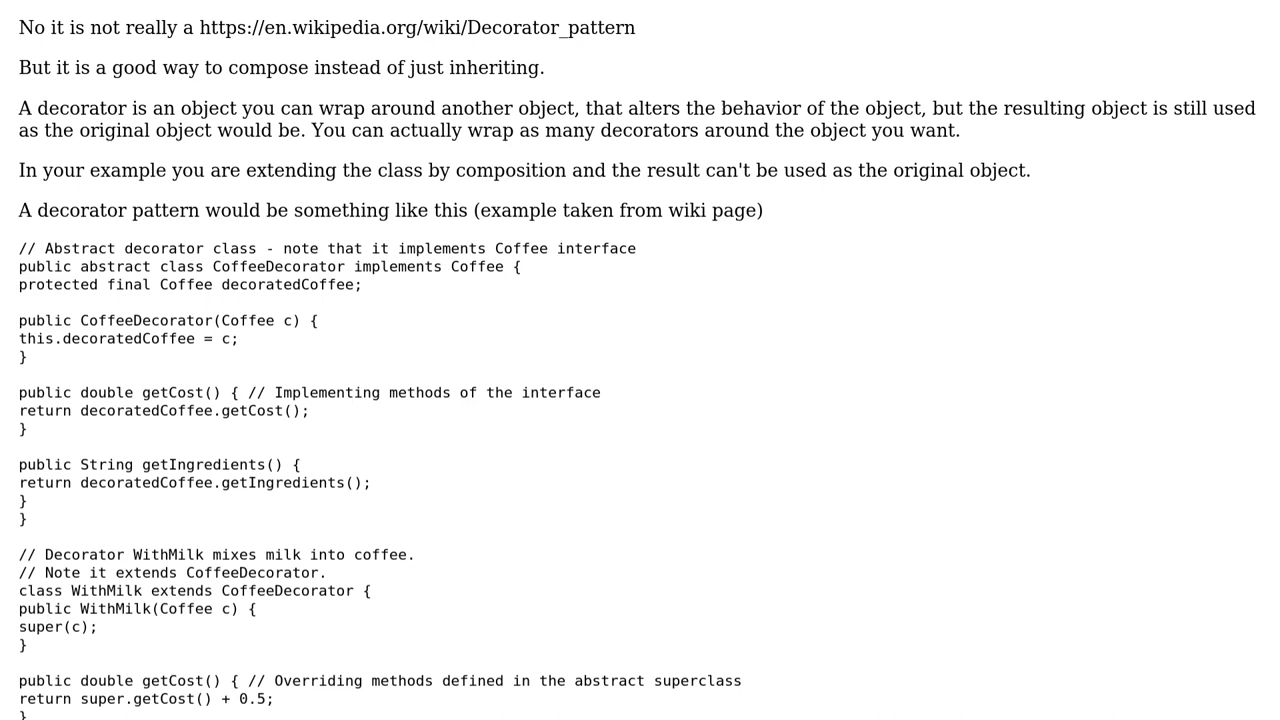 No it is not really a https://en.wikipedia.org/wiki/Decorator_pattern
But it is a good way to compose instead of just inheriting.
A decorator is an object you can wrap around another object, that alters the behavior of the object, but the resulting object is still used
as the original object would be. You can actually wrap as many decorators around the object you want.
In your example you are extending the class by composition and the result can't be used as the original object.
A decorator pattern would be something like this (example taken from wiki page)
// Abstract decorator class - note that it implements Coffee interface
public abstract class CoffeeDecorator implements Coffee {
protected final Coffee decoratedCoffee;
public CoffeeDecorator(Coffee c) {
this.decoratedCoffee = c;
}
public double getCost() { // Implementing methods of the interface
return decoratedCoffee.getCost();
}
public String getIngredients() {
return decoratedCoffee.getIngredients();
}
}
// Decorator WithMilk mixes milk into coffee.
// Note it extends CoffeeDecorator.
class WithMilk extends CoffeeDecorator {
public WithMilk(Coffee c) {
super(c);
}
public double getCost() { // Overriding methods defined in the abstract superclass
return super.getCost() + 0.5;
}